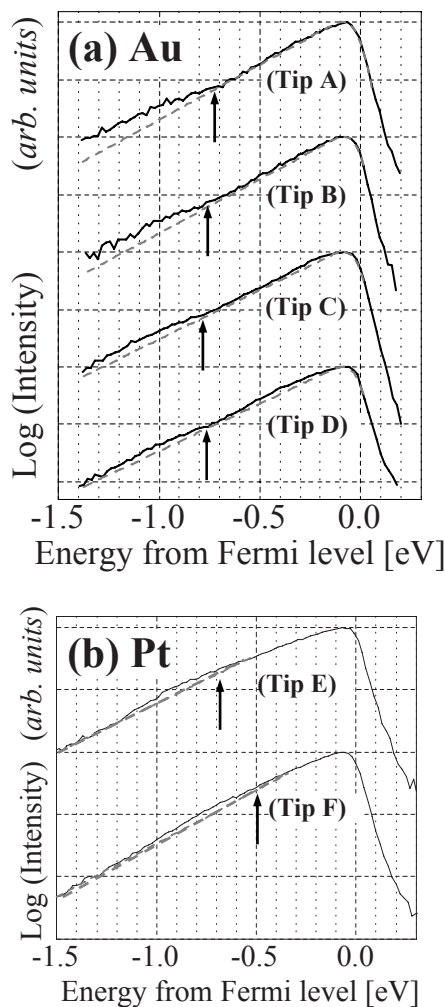 (a) Au
(Tip A)
(Tip B)
(Tip C)
(Tip D)
Log (Intensity) (arb. units)
-1.5 -1.0 -0.5 0.0
Energy from Fermi level [eV]
(b) Pt
(Tip E)
(Tip F)
Log (Intensity) (arb. units)
-1.5 -1.0 -0.5 0.0
Energy from Fermi level [eV]